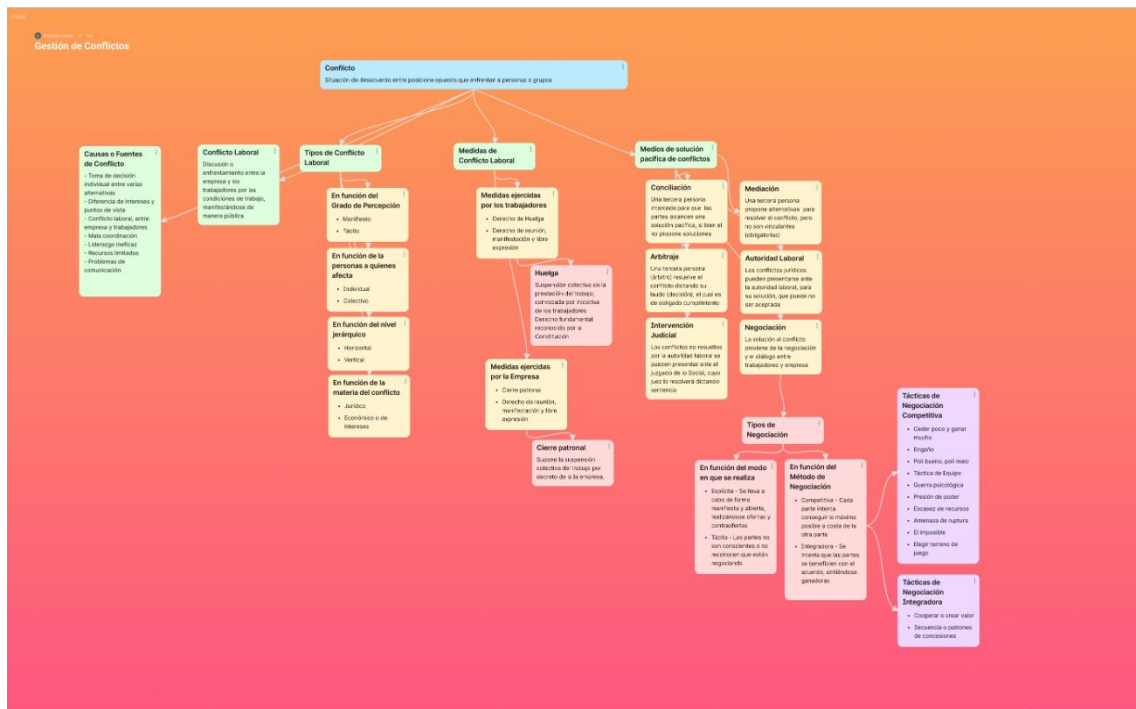 Gestión de Conflictos
Conflicto
Situación de desacuerdo entre posicione opuests que enfrentan a personas o grupos
Causas o Fuentes
de Conflicto
- Toma de decisión
individual entre varias
alternativas
- Diferencia de intereses y
puntos de vista
- Conflicto laboral, entre
empresa y trabajadores
- Mala coordinación
- Liderazgo ineficaz
- Recursos limitados
- Problemas de
comunicación
Conflicto Laboral
Discusión o
enfrentamiento entre la
empresa y los
trabajadores por las
condiciones de trabajo,
manifestándose de
manera pública
Tipos de Conflicto
Laboral
En función del
Grado de Percepción
• Manifiesto
• Tácito
En función de la
personas a quienes
afecta
• Individual
• Colectivo
En función del nivel
jerárquico
• Horizontal
• Vertical
En función de la
materia del conflicto
• Jurídico
• Económico o de
intereses
Medidas de
Conflicto Laboral
Medidas ejercidas
por los trabajadores
• Derecho de Huelga
• Derecho de reunión,
manifestación y libre
expresión
Huelga
Suspensión colectiva de la
prestación del trabajo,
convocada por iniciativa
de los trabajadores
Derecho fundamental
reconocido por la
Constitución
Medidas ejercidas
por la Empresa
• Cierre patronal
• Derecho de reunión,
manifestación y libre
expresión
Cierre patronal
Supone la suspensión
colectiva del trabajo por
decreto de a la empresa.
Medios de solución
pacífica de conflictos
Conciliación
Una tercera persona
intercede para que las
partes alcancen una
solución pacífica, si bien el
no propone soluciones
Mediación
Una tercera persona
propone alternativas para
resolver el conflicto, pero
no son vinculantes
(obligatorias)
Arbitraje
Una tercera persona
(árbitro) resuelve el
conflicto dictando su
laudo (decisión), el cual es
de obligado cumplimiento
Autoridad Laboral
Los conflictos jurídicos
pueden presentarse ante
la autoridad laboral, para
su solución, que puede no
ser aceptada
Intervención
Judicial
Los conflictos no resueltos
por la autoridad laboral se
pueden presentar ante el
juzgado de lo Social, cuyo
juez lo resolverá dictando
sentencia
Negociación
La solución al conflicto
proviene de la negociación
y el diálogo entre
trabajadores y empresa
Tipos de
Negociación
En función del modo
en que se realiza
• Explícita - Se lleva a
cabo de forma
manifiesta y abierta,
realizándose ofertas y
contraofertas
• Tácita - Las partes no
son conscientes o no
reconocen que están
negociando
En función del
Método de
Negociación
• Competitiva - Cada
parte intenta
conseguir lo máximo
posible a costa de la
otra parte
• Integradora - Se
intenta que las partes
se beneficien con el
acuerdo, sintiéndose
ganadoras
Tácticas de
Negociación
Competitiva
• Ceder poco y ganar
mucho
• Engaño
• Poli bueno, poli malo
• Táctica de Equipo
• Guerra psicológica
• Presión de poder
• Escasez de recursos
• Amenaza de ruptura
• El imposible
• Elegir terreno de
juego
Tácticas de
Negociación
Integradora
• Cooperar o crear valor
• Secuencia o patrones
de concesiones